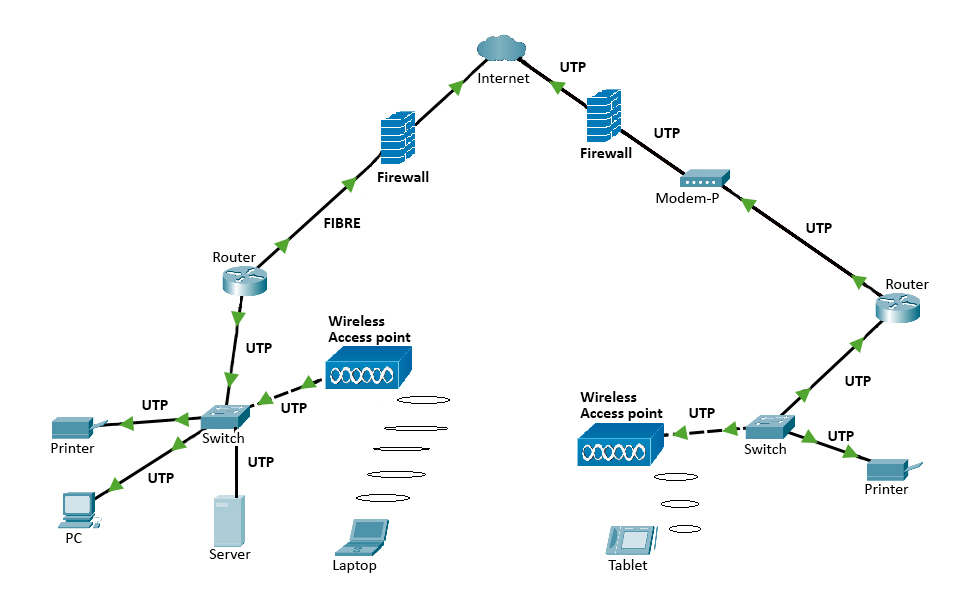 Internet
UTP
Firewall
UTP
Firewall
Modem-P
FIBRE
UTP
Router
Router
Wireless
Access point
UTP
UTP
UTP
Wireless
Access point
UTP
UTP
Printer
Switch
UTP
UTP
Switch
UTP
Printer
UTP
PC
Server
Laptop
Tablet